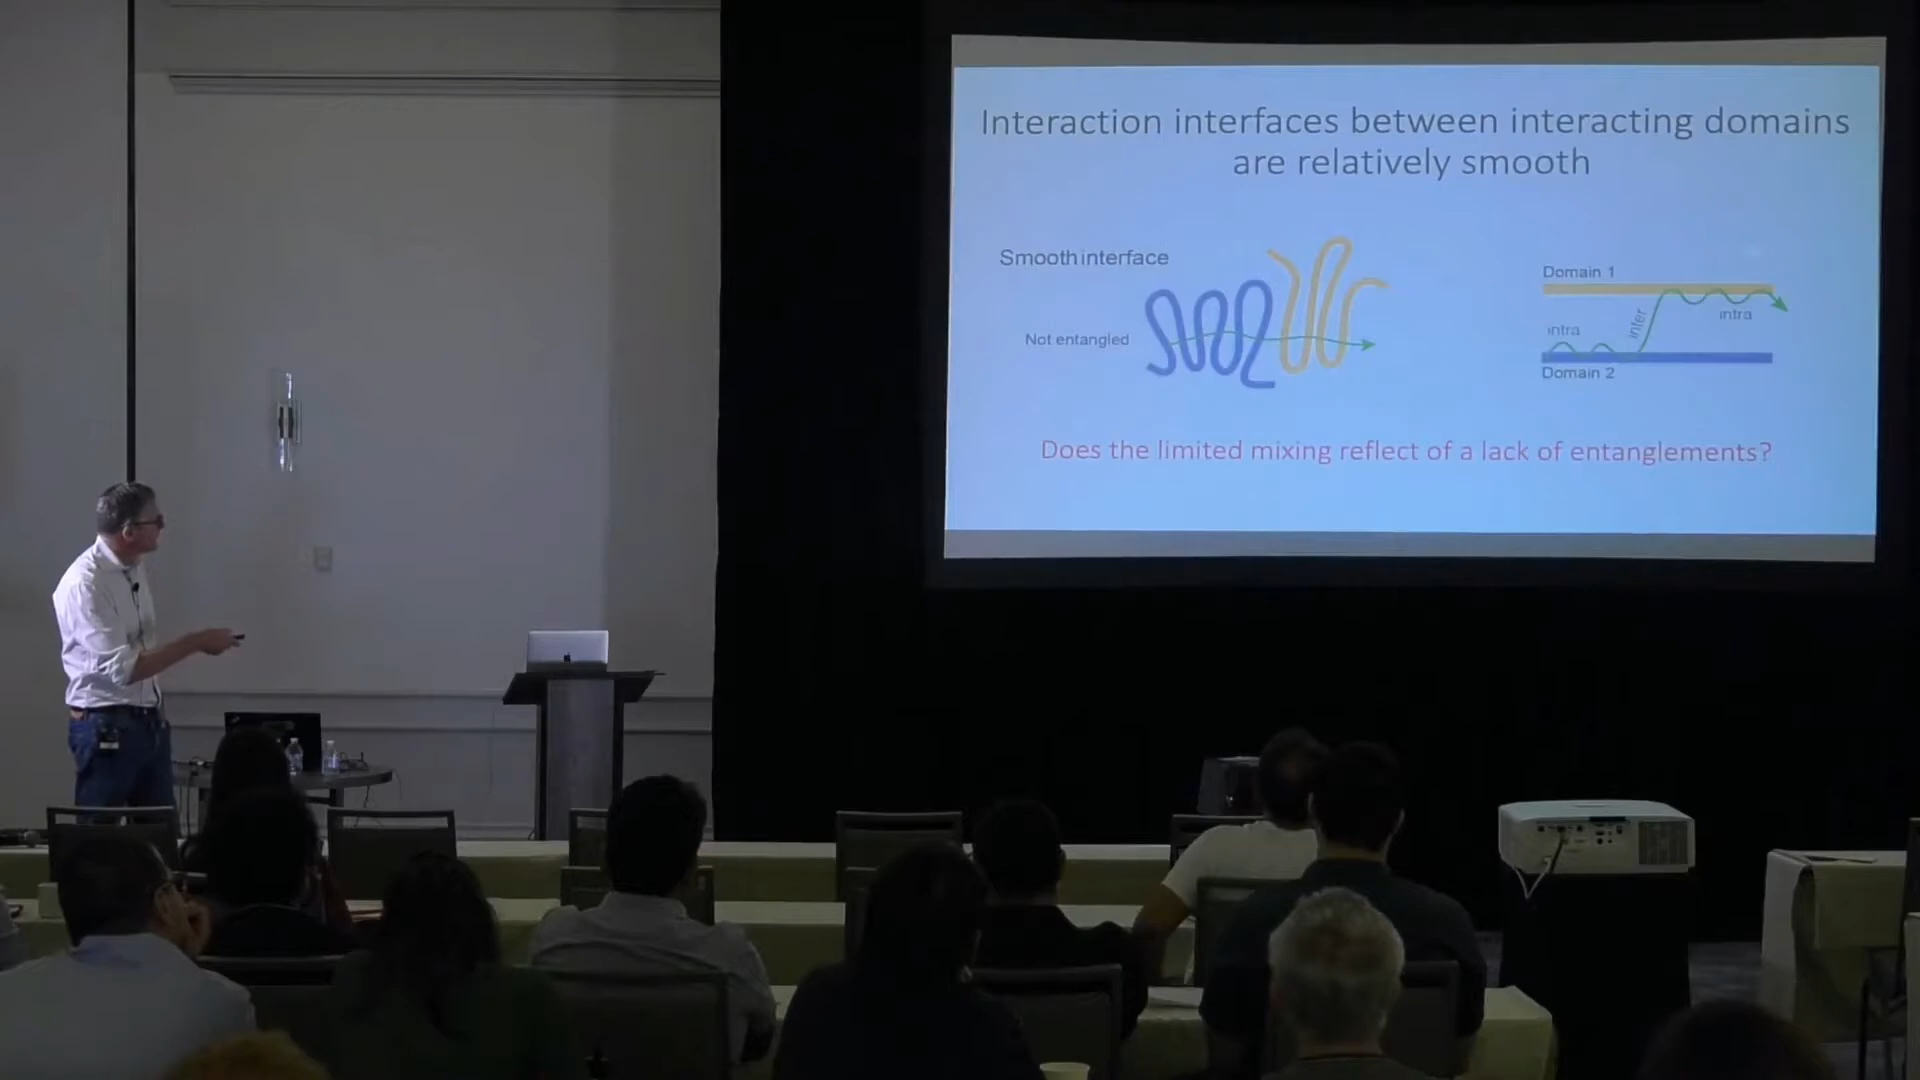 Interaction interfaces between interacting domains
are relatively smooth
Smooth interface
Not entangled
Domain 1
intra
inter
intra
Domain 2
Does the limited mixing reflect of a lack of entanglements?